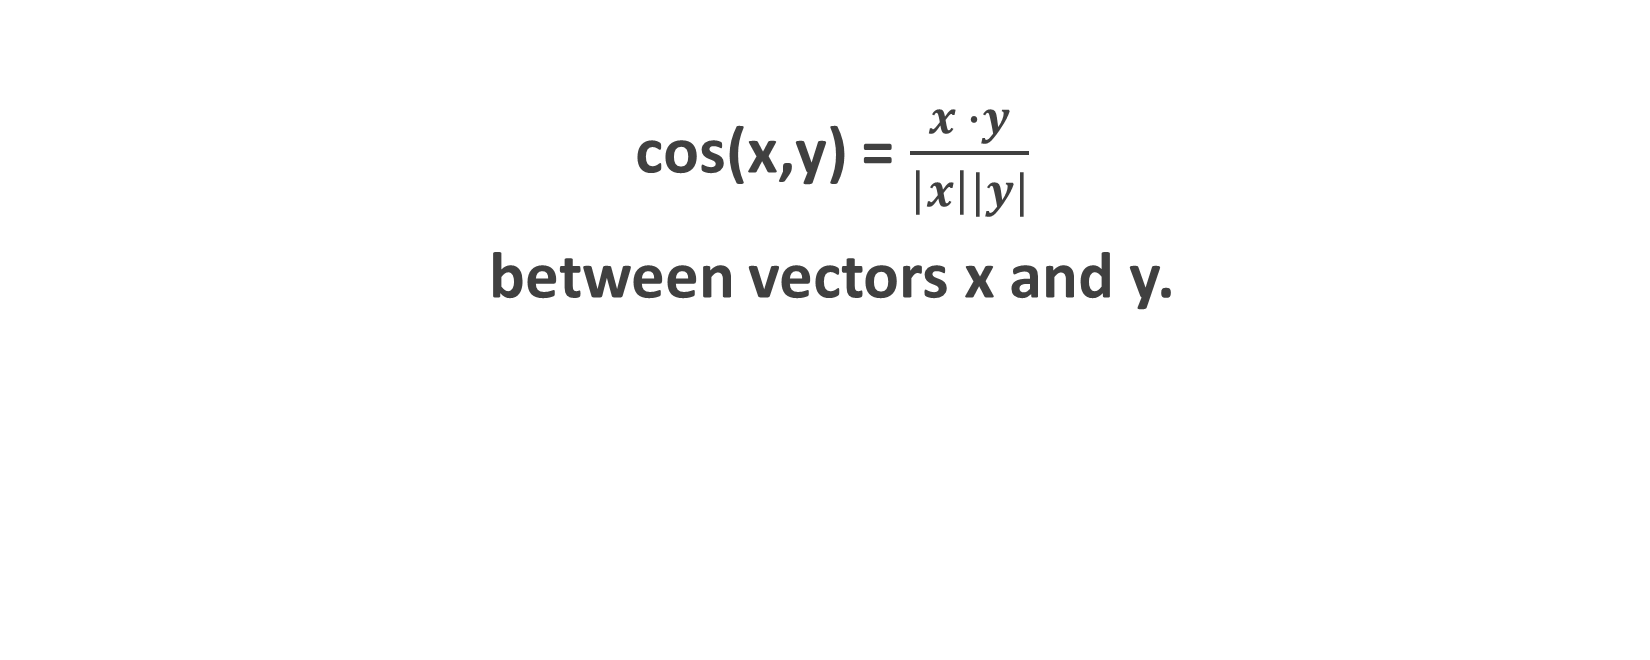 cos(x,y) = x · y / |x||y|
between vectors x and y.